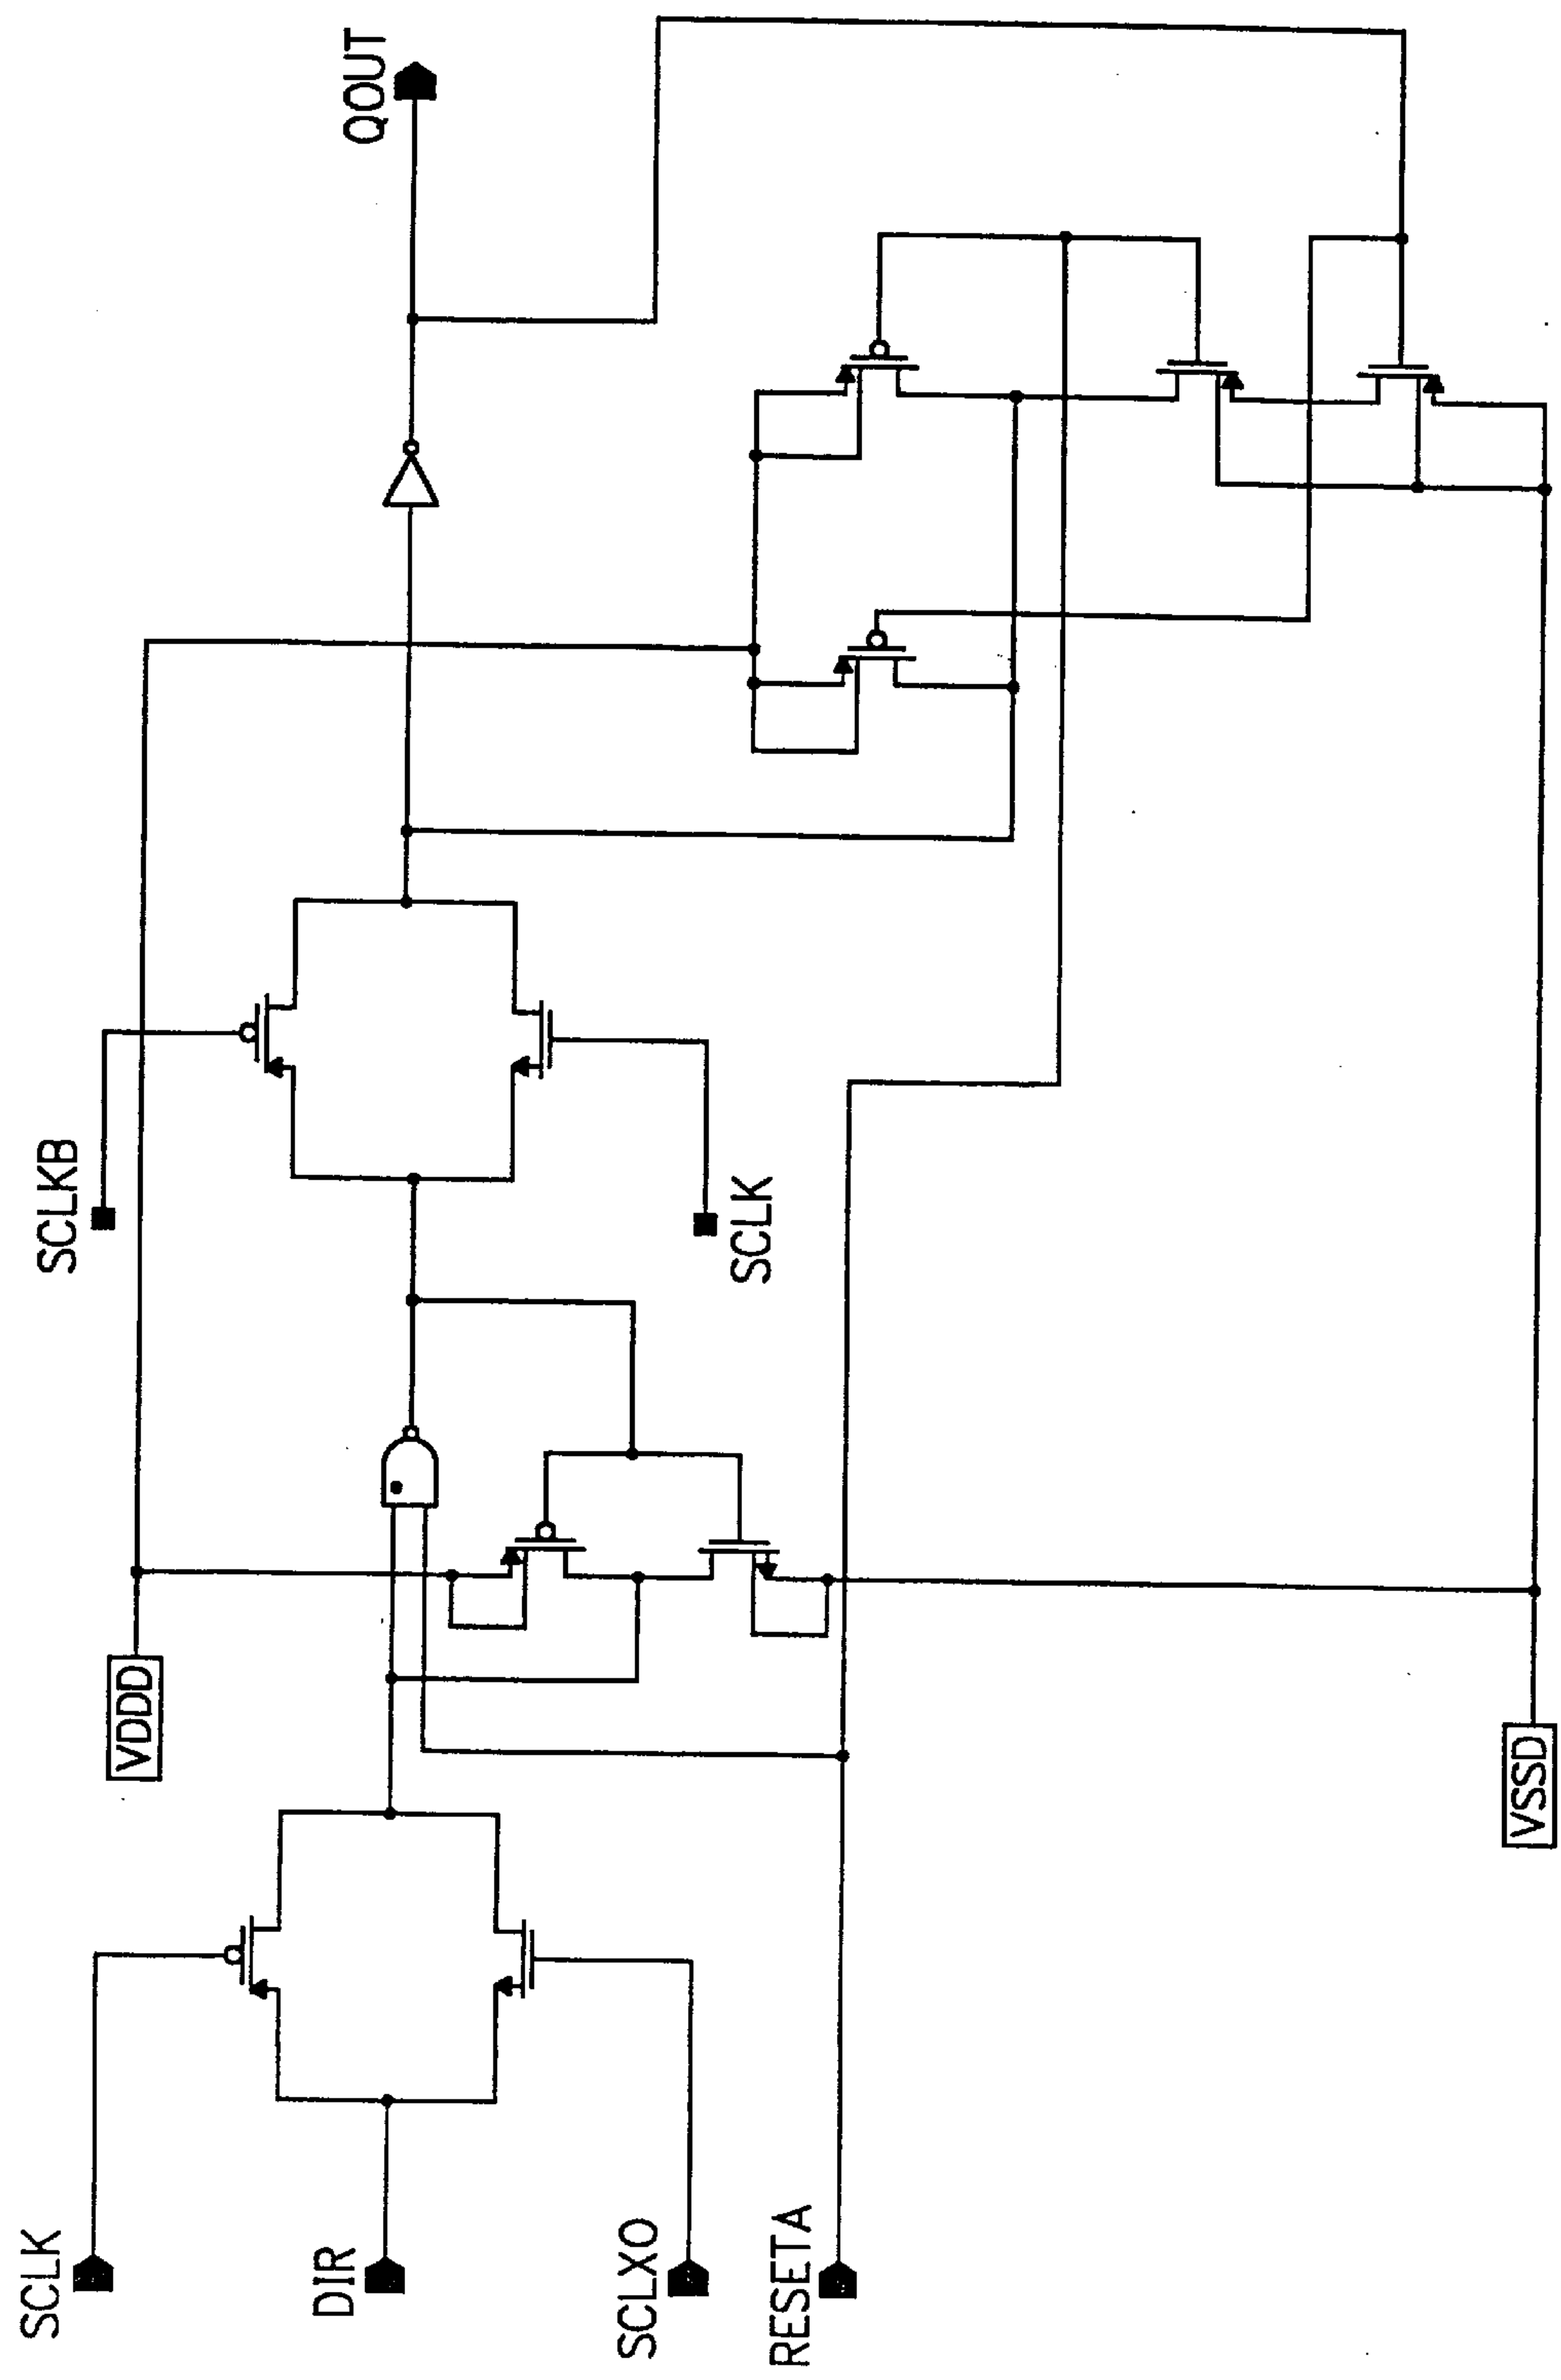 SCLK
DIR
SCLXO
RESETA
VDDD
VSSD
SCLKB
SCLK
QOUT